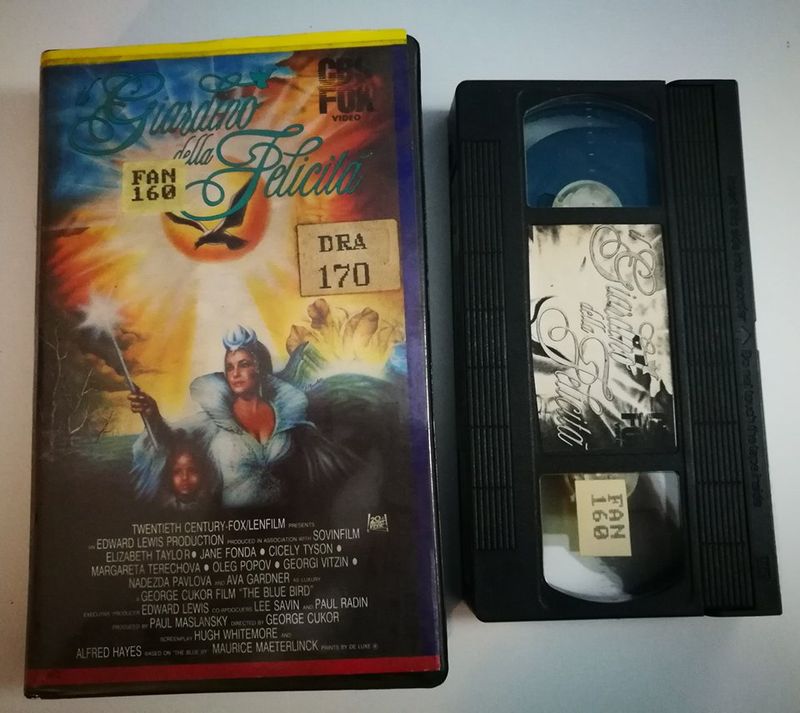 il Giardino
della Felicità
CBS
FOX
VIDEO
FAN
160
DRA
170
TWENTIETH CENTURY-FOX/LENFILM PRESENTS
AN EDWARD LEWIS PRODUCTION PRODUCED IN ASSOCIATION WITH SOVINFILM
ELIZABETH TAYLOR • JANE FONDA • CICELY TYSON •
MARGARETA TERECHOVA • OLEG POPOV • GEORGI VITZIN •
NADEZDA PAVLOVA AND AVA GARDNER AS LUXURY
A GEORGE CUKOR FILM "THE BLUE BIRD"
EXECUTIVE PRODUCER EDWARD LEWIS CO-PRODUCERS LEE SAVIN AND PAUL RADIN
PRODUCED BY PAUL MASLANSKY DIRECTED BY GEORGE CUKOR
SCREENPLAY HUGH WHITEMORE AND
ALFRED HAYES BASED ON "THE BLUE BY MAURICE MAETERLINCK PRINTS BY DE LUXE ®
il Giardino
della
Felicità
FAN
160